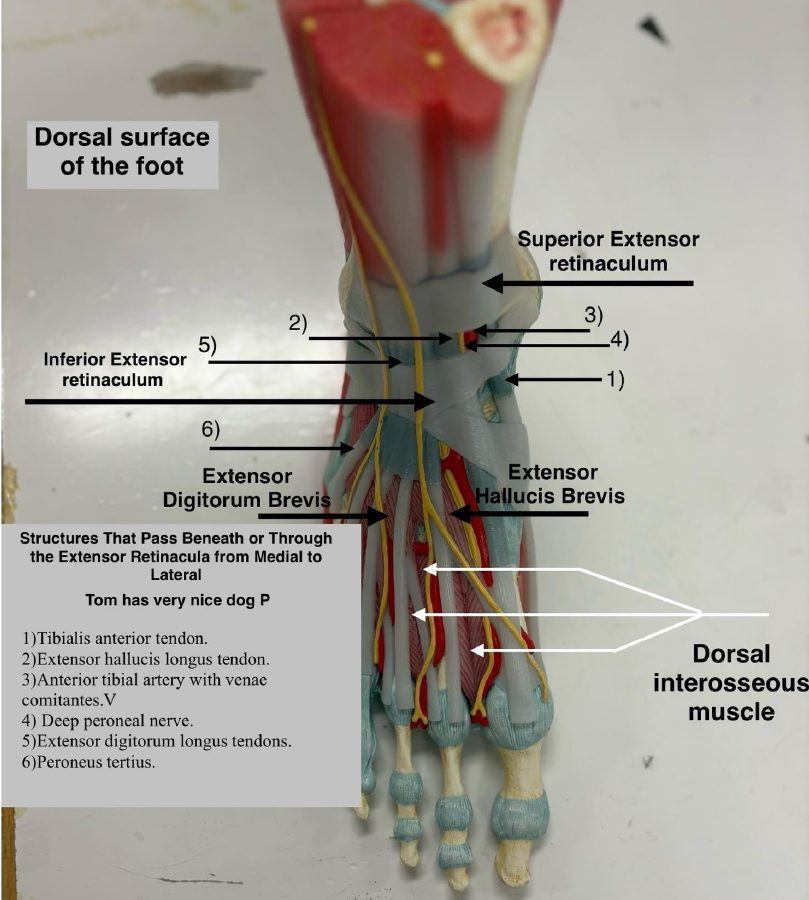 Dorsal surface
of the foot
Superior Extensor
retinaculum
3)
2)
4)
5)
Inferior Extensor
retinaculum
1)
6)
Extensor
Digitorum Brevis
Extensor
Hallucis Brevis
Structures That Pass Beneath or Through
the Extensor Retinacula from Medial to
Lateral
Tom has very nice dog P
1)Tibialis anterior tendon.
2)Extensor hallucis longus tendon.
3)Anterior tibial artery with venae
comitantes.V
4) Deep peroneal nerve.
5)Extensor digitorum longus tendons.
6)Peroneus tertius.
Dorsal
interosseous
muscle